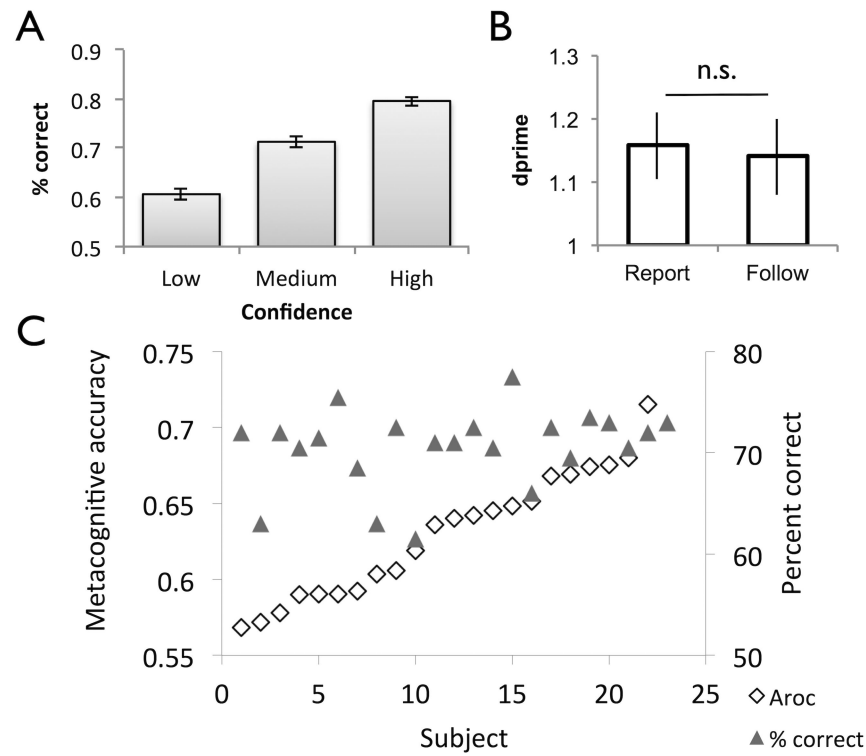 A
% correct
0.9
0.8
0.7
0.6
0.5
Low Medium High
Confidence
B
dprime
1.3
1.2
1.1
1
n.s.
Report Follow
C
Metacognitive accuracy
0.75
0.7
0.65
0.6
0.55
80
70
60
50
Percent correct
0 5 10 15 20 25
Subject
Aroc
% correct